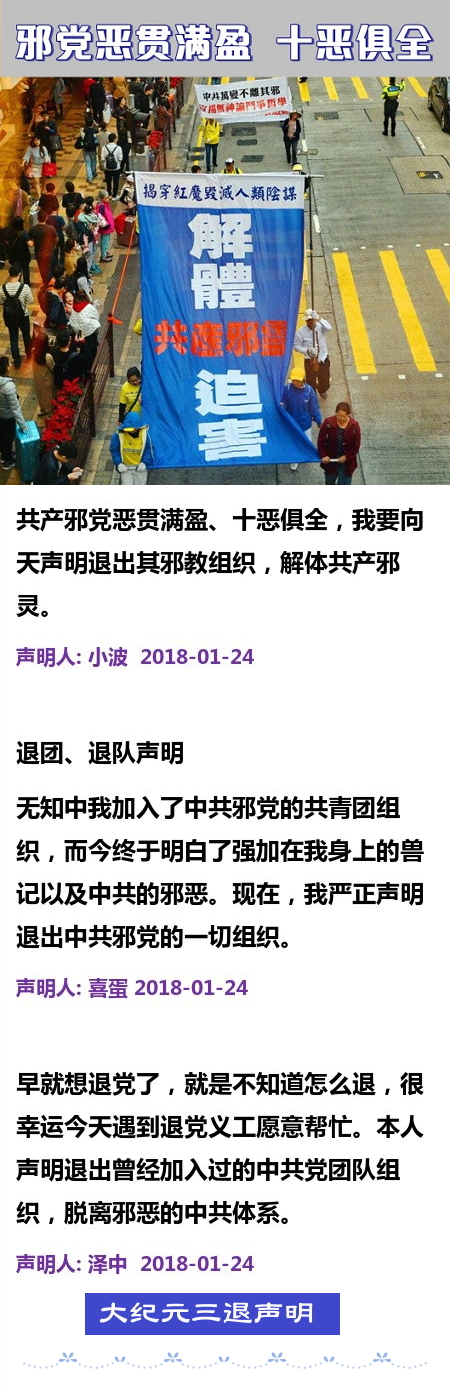 邪党恶贯满盈 十恶俱全
中共萬變不離其邪
宣揚無神論鬥爭哲學
揭穿紅魔毀滅人類陰謀
解體
共產邪靈
迫害
共产邪党恶贯满盈、十恶俱全，我要向
天声明退出其邪教组织，解体共产邪
灵。
声明人: 小波 2018-01-24
退团、退队声明
无知中我加入了中共邪党的共青团组
织，而今终于明白了强加在我身上的兽
记以及中共的邪恶。现在，我严正声明
退出中共邪党的一切组织。
声明人: 喜蛋 2018-01-24
早就想退党了，就是不知道怎么退，很
幸运今天遇到退党义工愿意帮忙。本人
声明退出曾经加入过的中共党团队组
织，脱离邪恶的中共体系。
声明人: 泽中 2018-01-24
大纪元三退声明